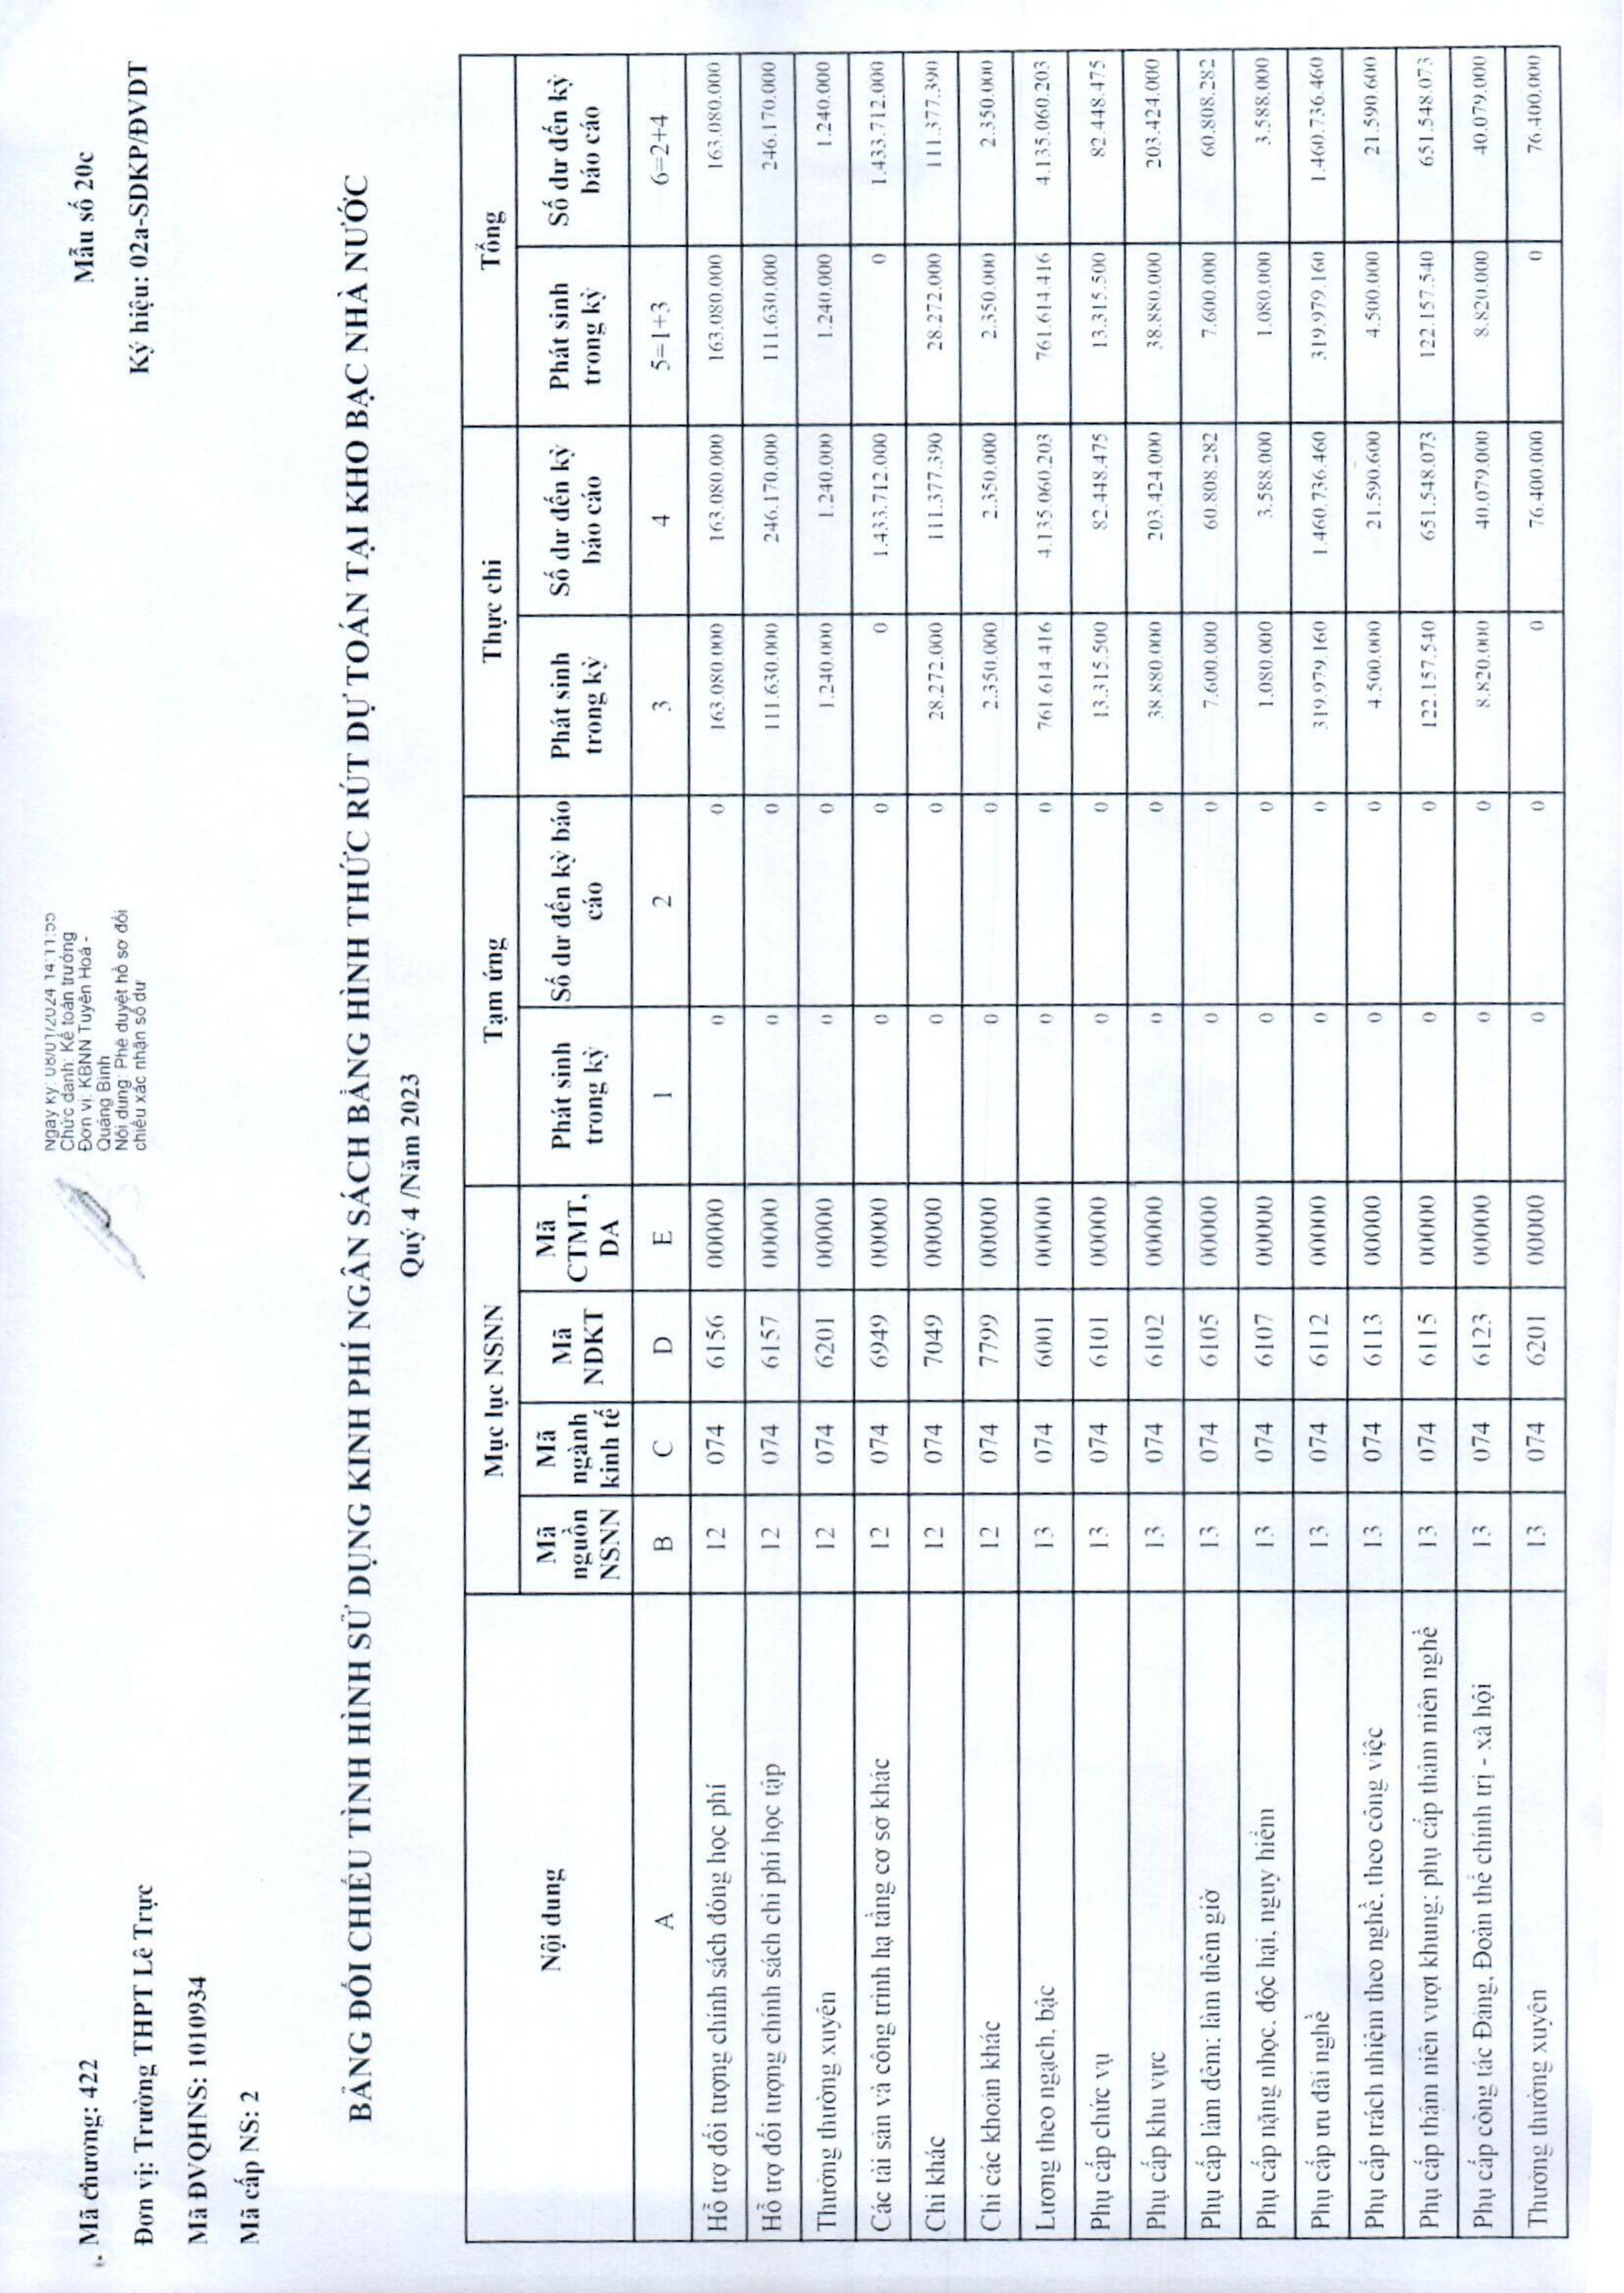 Mã chương: 422
Đơn vị: Trường THPT Lê Trực
Mã ĐVQHNS: 1010934
Mã cấp NS: 2
Ngày ký: 08/01/2024 14:11:55
Chức danh: Kế toán trưởng
Đơn vị: KBNN Tuyên Hoá -
Quảng Bình
Nội dung: Phê duyệt hồ sơ đối
chiếu xác nhận số dư
Mẫu số 20c
Ký hiệu: 02a-SDKP/ĐVDT
BẢNG ĐỐI CHIẾU TÌNH HÌNH SỬ DỤNG KINH PHÍ NGÂN SÁCH BẰNG HÌNH THỨC RÚT DỰ TOÁN TẠI KHO BẠC NHÀ NƯỚC
Quý 4 /Năm 2023
Nội dung | Mục lục NSNN | Tạm ứng | Thực chi | Tổng
Mã nguồn NSNN | Mã ngành kinh tế | Mã NDKT | Mã CTMT, DA | Phát sinh trong kỳ | Số dư đến kỳ báo cáo | Phát sinh trong kỳ | Số dư đến kỳ báo cáo | Phát sinh trong kỳ | Số dư đến kỳ báo cáo
A | B | C | D | E | 1 | 2 | 3 | 4 | 5=1+3 | 6=2+4
Hỗ trợ đối tượng chính sách đóng học phí | 12 | 074 | 6156 | 00000 | 0 | 0 | 163.080.000 | 163.080.000 | 163.080.000 | 163.080.000
Hỗ trợ đối tượng chính sách chi phí học tập | 12 | 074 | 6157 | 00000 | 0 | 0 | 111.630.000 | 246.170.000 | 111.630.000 | 246.170.000
Thưởng thường xuyên | 12 | 074 | 6201 | 00000 | 0 | 0 | 1.240.000 | 1.240.000 | 1.240.000 | 1.240.000
Các tài sản và công trình hạ tầng cơ sở khác | 12 | 074 | 6949 | 00000 | 0 | 0 | 0 | 1.433.712.000 | 0 | 1.433.712.000
Chi khác | 12 | 074 | 7049 | 00000 | 0 | 0 | 28.272.000 | 111.377.390 | 28.272.000 | 111.377.390
Chi các khoản khác | 12 | 074 | 7799 | 00000 | 0 | 0 | 2.350.000 | 2.350.000 | 2.350.000 | 2.350.000
Lương theo ngạch, bậc | 13 | 074 | 6001 | 00000 | 0 | 0 | 761.614.416 | 4.135.060.203 | 761.614.416 | 4.135.060.203
Phụ cấp chức vụ | 13 | 074 | 6101 | 00000 | 0 | 0 | 13.315.500 | 82.448.475 | 13.315.500 | 82.448.475
Phụ cấp khu vực | 13 | 074 | 6102 | 00000 | 0 | 0 | 38.880.000 | 203.424.000 | 38.880.000 | 203.424.000
Phụ cấp làm đêm; làm thêm giờ | 13 | 074 | 6105 | 00000 | 0 | 0 | 7.600.000 | 60.808.282 | 7.600.000 | 60.808.282
Phụ cấp nặng nhọc, độc hại, nguy hiểm | 13 | 074 | 6107 | 00000 | 0 | 0 | 1.080.000 | 3.588.000 | 1.080.000 | 3.588.000
Phụ cấp ưu đãi nghề | 13 | 074 | 6112 | 00000 | 0 | 0 | 319.979.160 | 1.460.736.460 | 319.979.160 | 1.460.736.460
Phụ cấp trách nhiệm theo nghề, theo công việc | 13 | 074 | 6113 | 00000 | 0 | 0 | 4.500.000 | 21.590.600 | 4.500.000 | 21.590.600
Phụ cấp thâm niên vượt khung; phụ cấp thâm niên nghề | 13 | 074 | 6115 | 00000 | 0 | 0 | 122.157.540 | 651.548.073 | 122.157.540 | 651.548.073
Phụ cấp công tác Đảng, Đoàn thể chính trị - xã hội | 13 | 074 | 6123 | 00000 | 0 | 0 | 8.820.000 | 40.079.000 | 8.820.000 | 40.079.000
Thưởng thường xuyên | 13 | 074 | 6201 | 00000 | 0 | 0 | 0 | 76.400.000 | 0 | 76.400.000